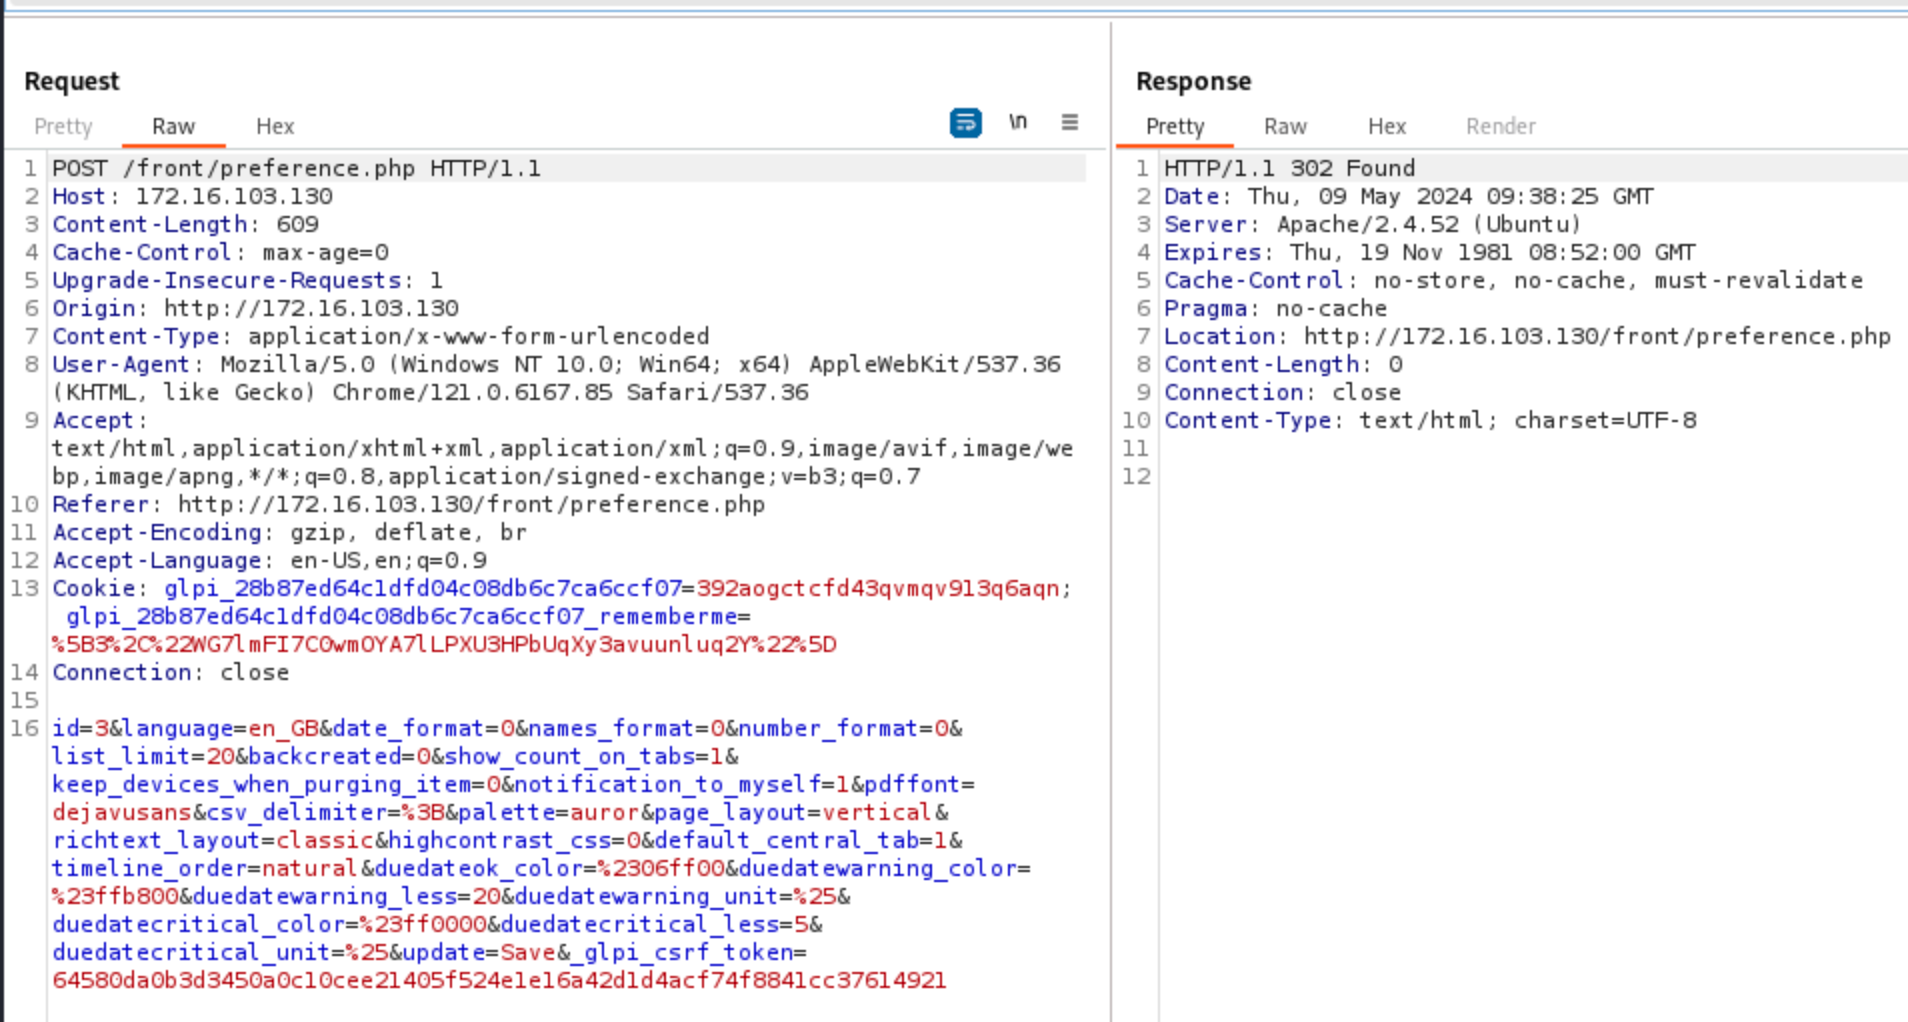 Request
Pretty Raw Hex \n
1 POST /front/preference.php HTTP/1.1
2 Host: 172.16.103.130
3 Content-Length: 609
4 Cache-Control: max-age=0
5 Upgrade-Insecure-Requests: 1
6 Origin: http://172.16.103.130
7 Content-Type: application/x-www-form-urlencoded
8 User-Agent: Mozilla/5.0 (Windows NT 10.0; Win64; x64) AppleWebKit/537.36
(KHTML, like Gecko) Chrome/121.0.6167.85 Safari/537.36
9 Accept:
text/html,application/xhtml+xml,application/xml;q=0.9,image/avif,image/we
bp,image/apng,*/*;q=0.8,application/signed-exchange;v=b3;q=0.7
10 Referer: http://172.16.103.130/front/preference.php
11 Accept-Encoding: gzip, deflate, br
12 Accept-Language: en-US,en;q=0.9
13 Cookie: glpi_28b87ed64c1dfd04c08db6c7ca6ccf07=392aogctcfd43qvmqv913q6aqn;
glpi_28b87ed64c1dfd04c08db6c7ca6ccf07_rememberme=
%5B3%2C%22WG7lmFI7C0wmOYA7lLPXU3HPbUqXy3avuunluq2Y%22%5D
14 Connection: close
15
16 id=3&language=en_GB&date_format=0&names_format=0&number_format=0&
list_limit=20&backcreated=0&show_count_on_tabs=1&
keep_devices_when_purging_item=0&notification_to_myself=1&pdffont=
dejavusans&csv_delimiter=%3B&palette=auror&page_layout=vertical&
richtext_layout=classic&highcontrast_css=0&default_central_tab=1&
timeline_order=natural&duedateok_color=%2306ff00&duedatewarning_color=
%23ffb800&duedatewarning_less=20&duedatewarning_unit=%25&
duedatecritical_color=%23ff0000&duedatecritical_less=5&
duedatecritical_unit=%25&update=Save&_glpi_csrf_token=
64580da0b3d3450a0c10cee21405f524e1e16a42d1d4acf74f8841cc37614921
Response
Pretty Raw Hex Render
1 HTTP/1.1 302 Found
2 Date: Thu, 09 May 2024 09:38:25 GMT
3 Server: Apache/2.4.52 (Ubuntu)
4 Expires: Thu, 19 Nov 1981 08:52:00 GMT
5 Cache-Control: no-store, no-cache, must-revalidate
6 Pragma: no-cache
7 Location: http://172.16.103.130/front/preference.php
8 Content-Length: 0
9 Connection: close
10 Content-Type: text/html; charset=UTF-8
11
12